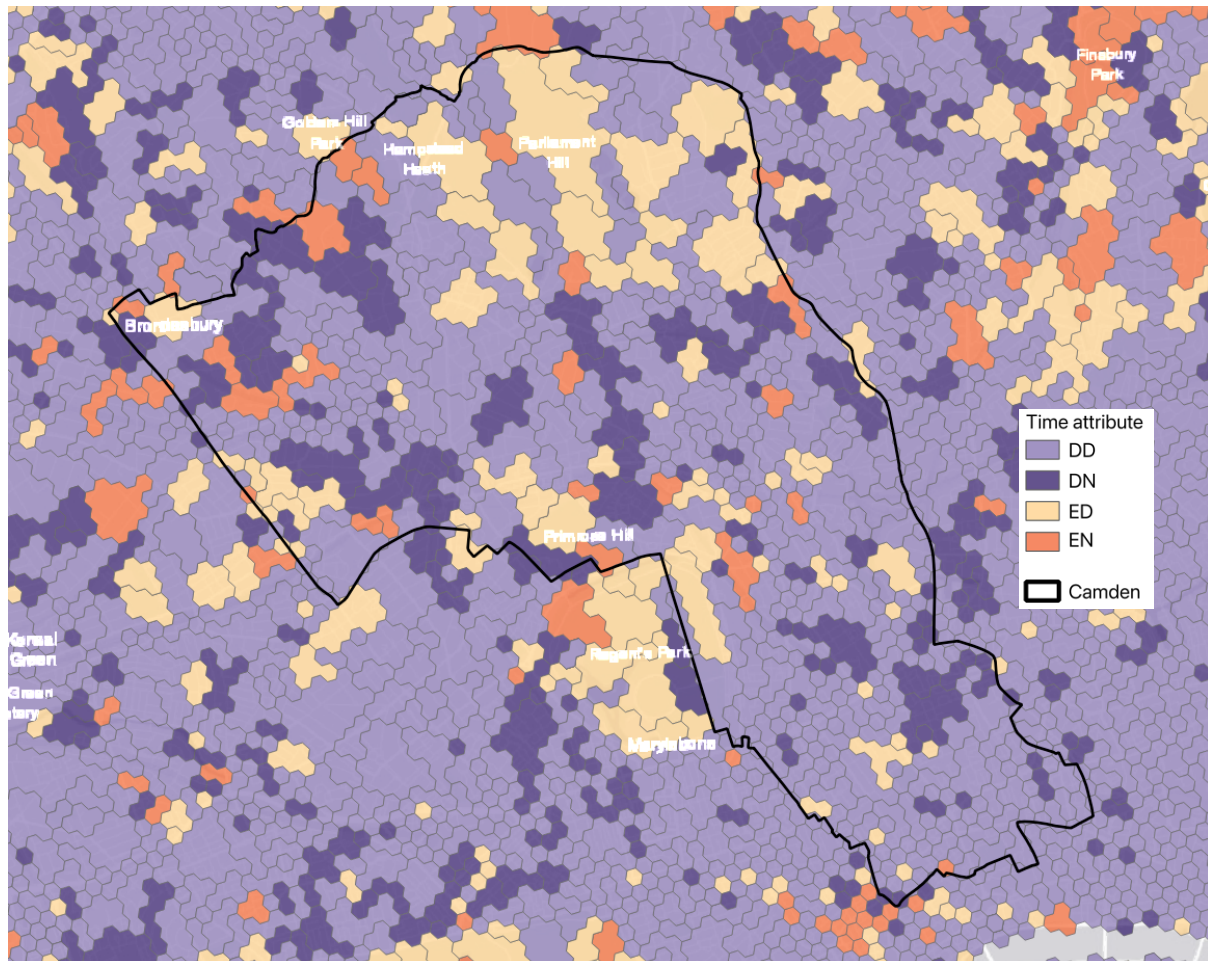 Finsbury
Park
Golders Hill
Park
Hampstead
Heath
Parliament
Hill
Brondesbury
Time attribute
DD
DN
ED
EN
Camden
Primrose Hill
Kensal
Green
Regent's Park
Green
Marylebone